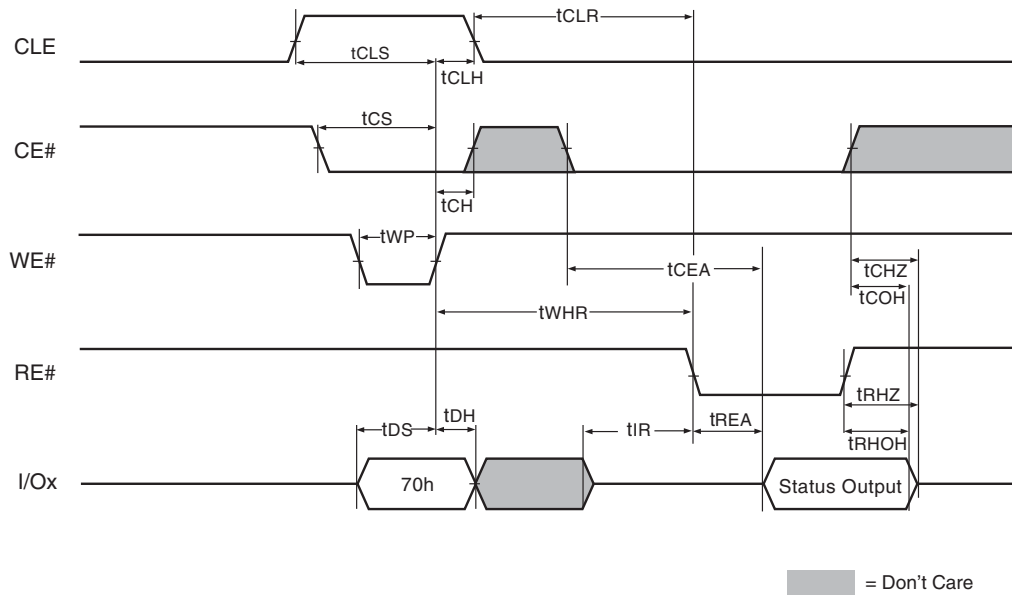 tCLR
CLE
tCLS
tCLH
tCS
CE#
tCH
tWP
WE#
tCEA
tCHZ
tCOH
tWHR
RE#
tRHZ
tDH
tDS
tIR
tREA
tRHOH
I/Ox
70h
Status Output
= Don't Care